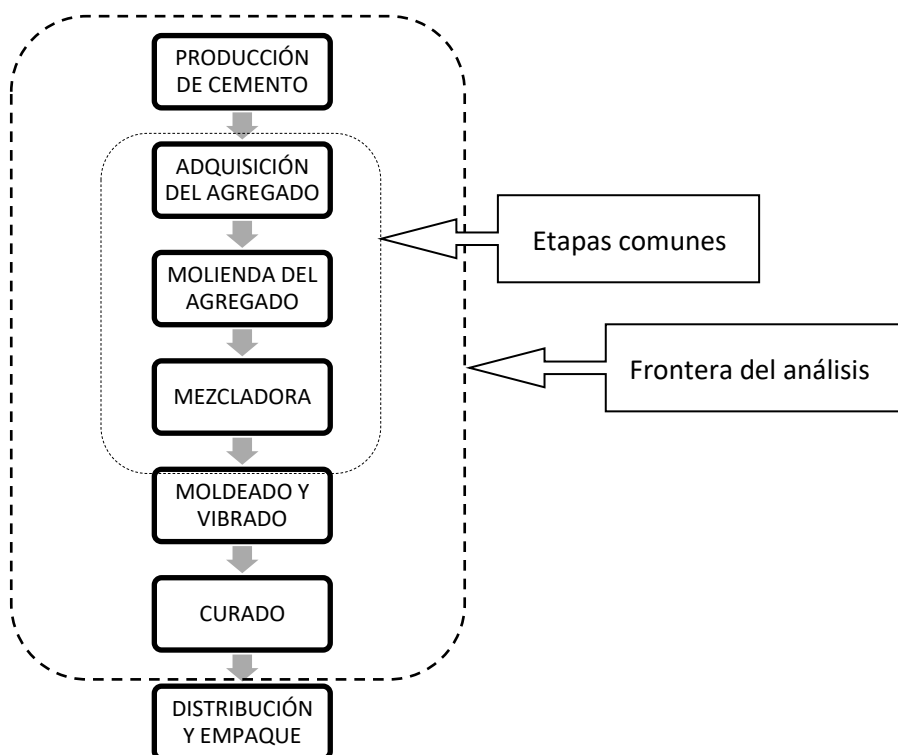 PRODUCCIÓN
DE CEMENTO
ADQUISICIÓN
DEL AGREGADO
Etapas comunes
MOLIENDA DEL
AGREGADO
Frontera del análisis
MEZCLADORA
MOLDEADO Y
VIBRADO
CURADO
DISTRIBUCIÓN
Y EMPAQUE